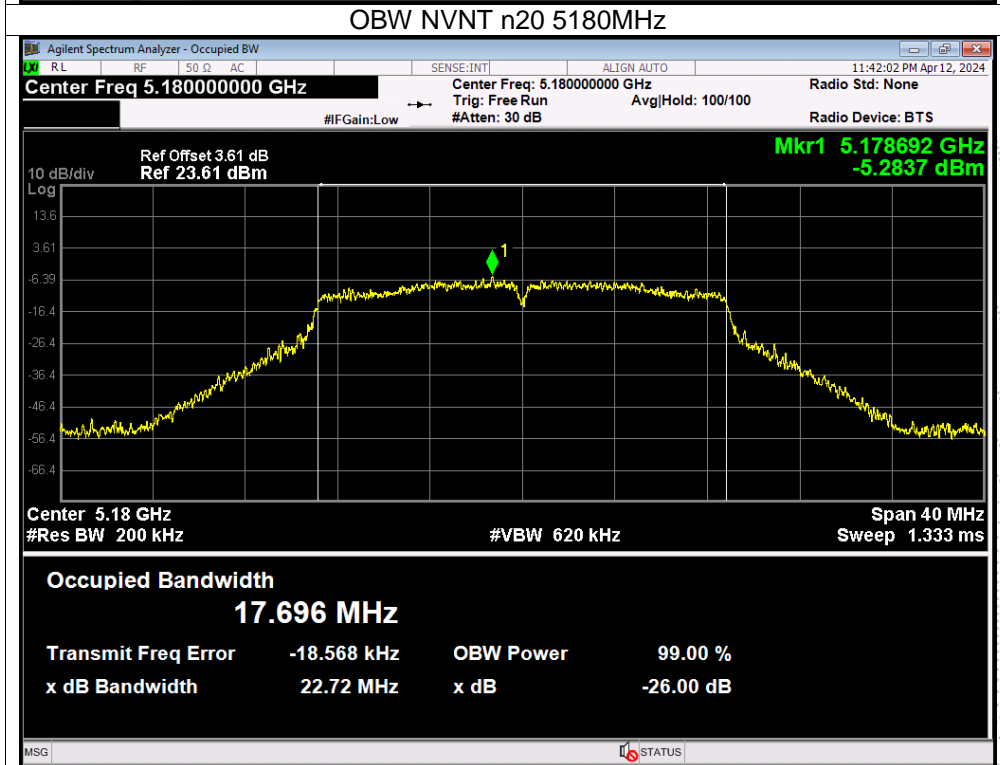 OBW NVNT n20 5180MHz
Agilent Spectrum Analyzer - Occupied BW
LXI RL RF 50 Ω AC SENSE:INT ALIGN AUTO 11:42:02 PM Apr 12, 2024
Center Freq 5.180000000 GHz Center Freq: 5.180000000 GHz Radio Std: None
Trig: Free Run Avg|Hold: 100/100
#IFGain:Low #Atten: 30 dB Radio Device: BTS
Mkr1 5.178692 GHz
-5.2837 dBm
Ref Offset 3.61 dB
10 dB/div Ref 23.61 dBm
Log
13.6
3.61
1
-6.39
-16.4
-26.4
-36.4
-46.4
-56.4
-66.4
Center 5.18 GHz Span 40 MHz
#Res BW 200 kHz #VBW 620 kHz Sweep 1.333 ms
Occupied Bandwidth
17.696 MHz
Transmit Freq Error -18.568 kHz OBW Power 99.00 %
x dB Bandwidth 22.72 MHz x dB -26.00 dB
MSG STATUS